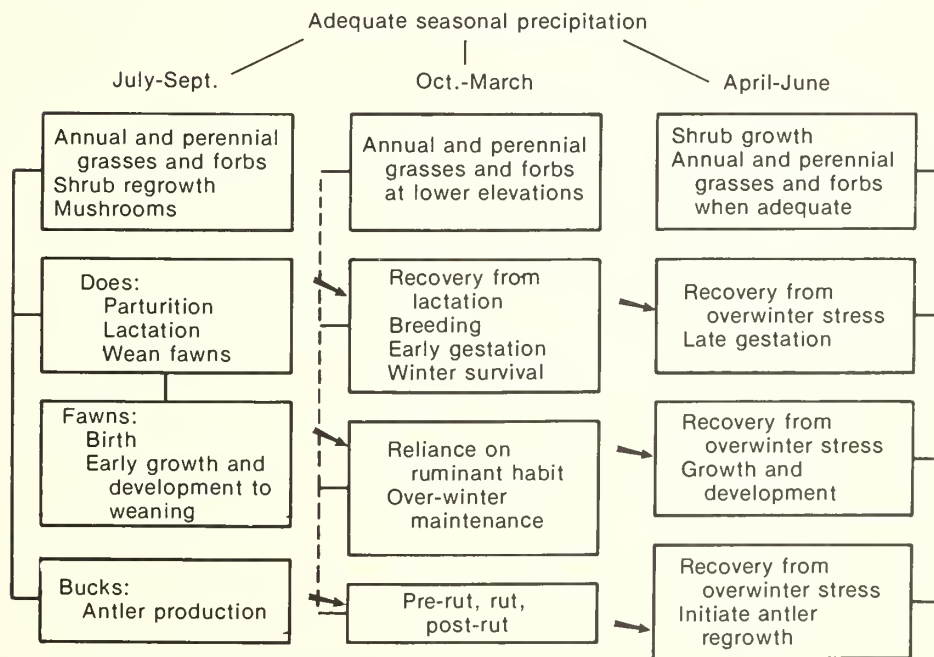 Adequate seasonal precipitation
July-Sept.
Oct.-March
April-June
Annual and perennial
grasses and forbs
Shrub regrowth
Mushrooms
Annual and perennial
grasses and forbs
at lower elevations
Shrub growth
Annual and perennial
grasses and forbs
when adequate
Does:
Parturition
Lactation
Wean fawns
Recovery from
lactation
Breeding
Early gestation
Winter survival
Recovery from
overwinter stress
Late gestation
Fawns:
Birth
Early growth and
development to
weaning
Reliance on
ruminant habit
Over-winter
maintenance
Recovery from
overwinter stress
Growth and
development
Bucks:
Antler production
Pre-rut, rut,
post-rut
Recovery from
overwinter stress
Initiate antler
regrowth